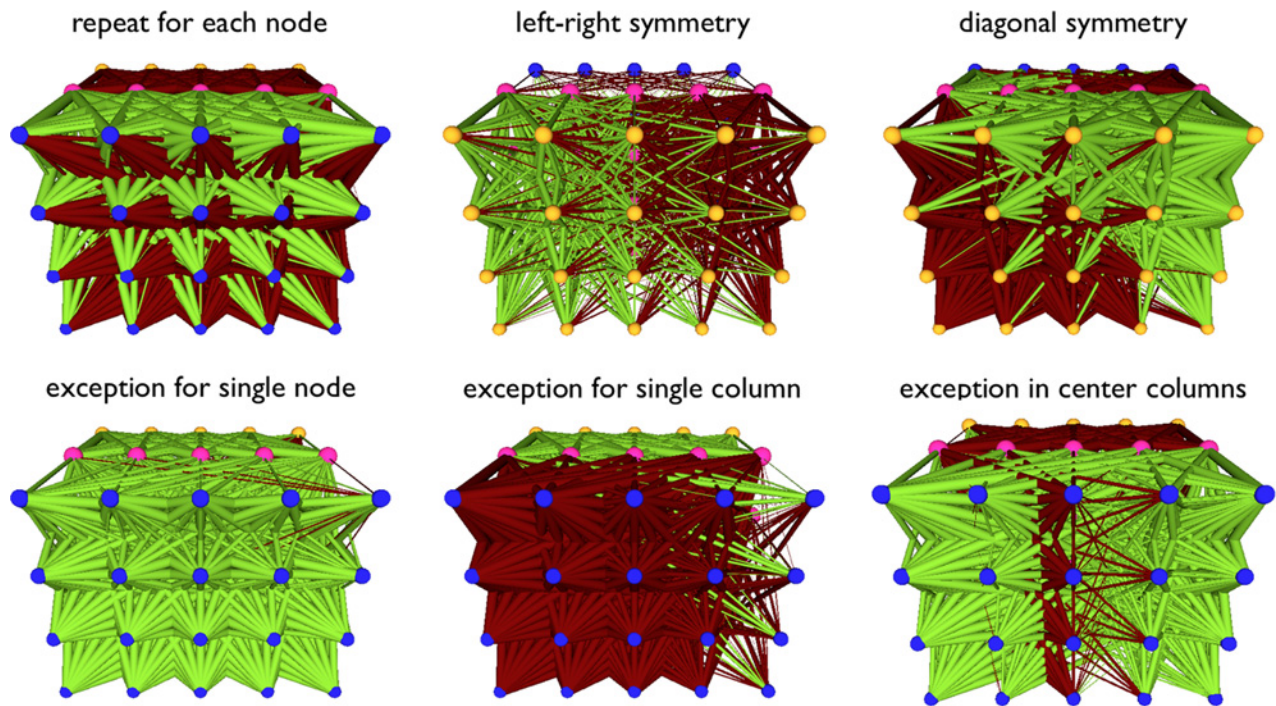 repeat for each node
left-right symmetry
diagonal symmetry
exception for single node
exception for single column
exception in center columns